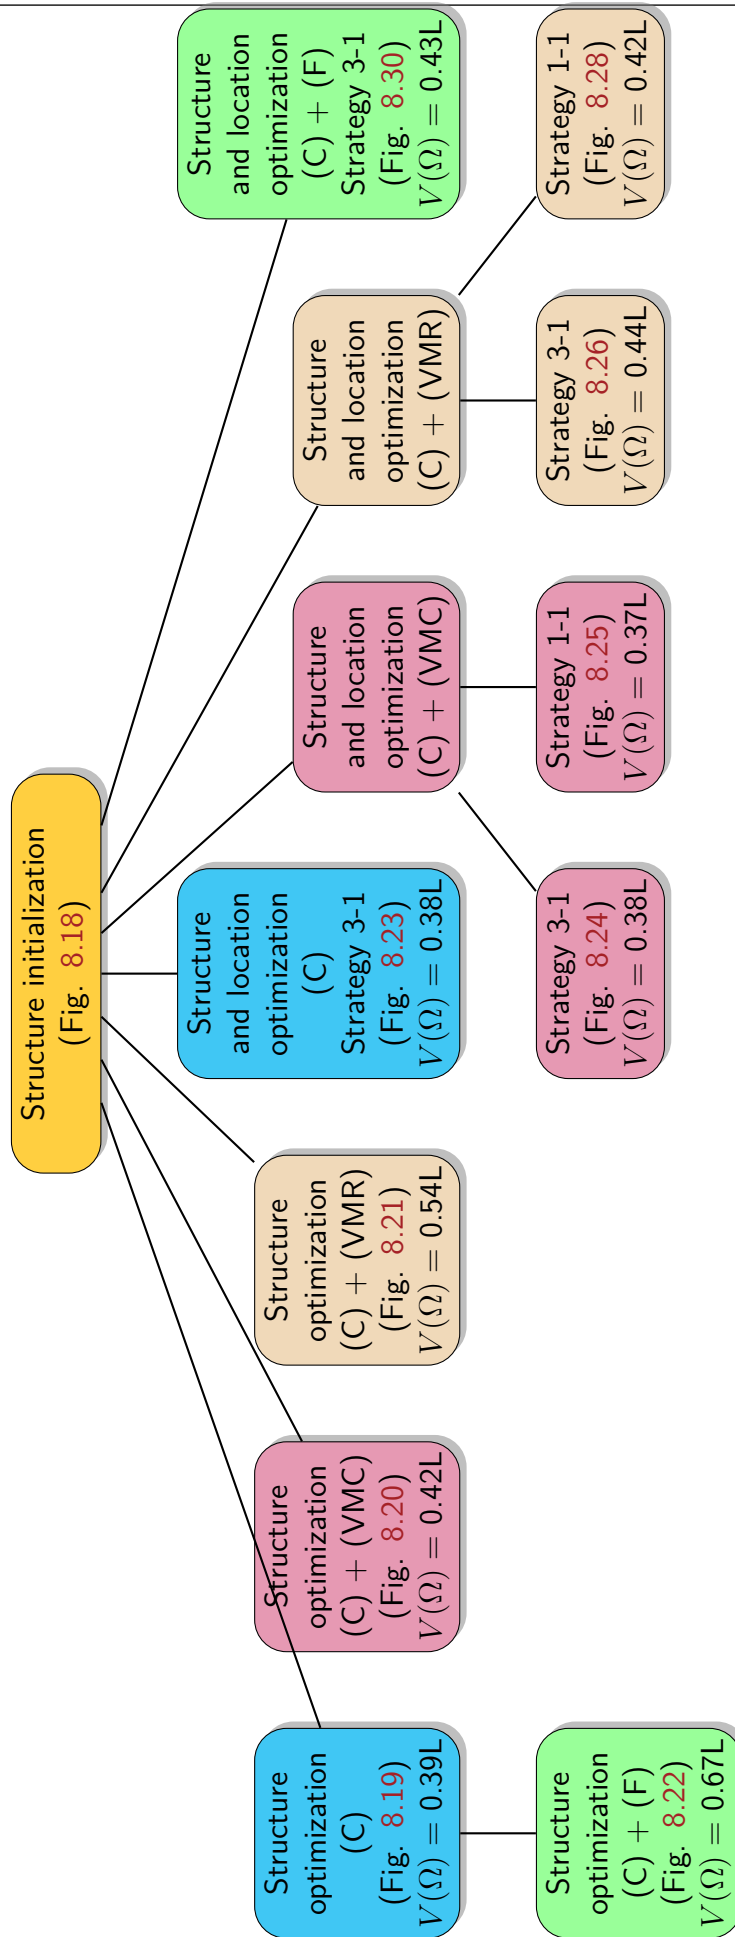 Structure initialization
(Fig. 8.18)
Structure
optimization
(C)
(Fig. 8.19)
V(Ω) = 0.39L
Structure
optimization
(C) + (VMC)
(Fig. 8.20)
V(Ω) = 0.42L
Structure
optimization
(C) + (VMR)
(Fig. 8.21)
V(Ω) = 0.54L
Structure
and location
optimization
(C)
Strategy 3-1
(Fig. 8.23)
V(Ω) = 0.38L
Structure
and location
optimization
(C) + (VMC)
Structure
and location
optimization
(C) + (VMR)
Structure
and location
optimization
(C) + (F)
Strategy 3-1
(Fig. 8.30)
V(Ω) = 0.43L
Structure
optimization
(C) + (F)
(Fig. 8.22)
V(Ω) = 0.67L
Strategy 3-1
(Fig. 8.24)
V(Ω) = 0.38L
Strategy 1-1
(Fig. 8.25)
V(Ω) = 0.37L
Strategy 3-1
(Fig. 8.26)
V(Ω) = 0.44L
Strategy 1-1
(Fig. 8.28)
V(Ω) = 0.42L